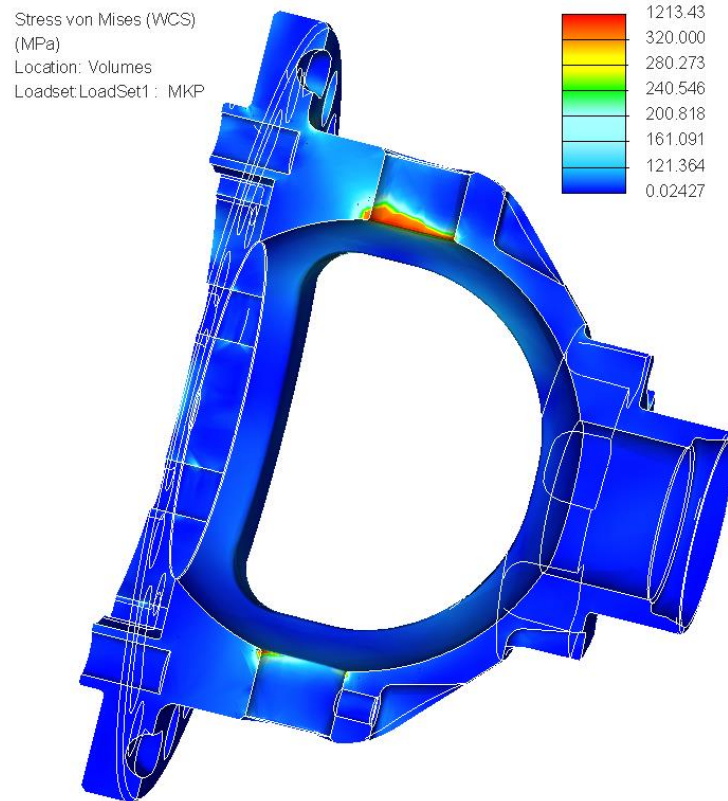 Stress von Mises (WCS)
(MPa)
Location: Volumes
Loadset:LoadSet1 : MKP
1213.43
320.000
280.273
240.546
200.818
161.091
121.364
0.02427